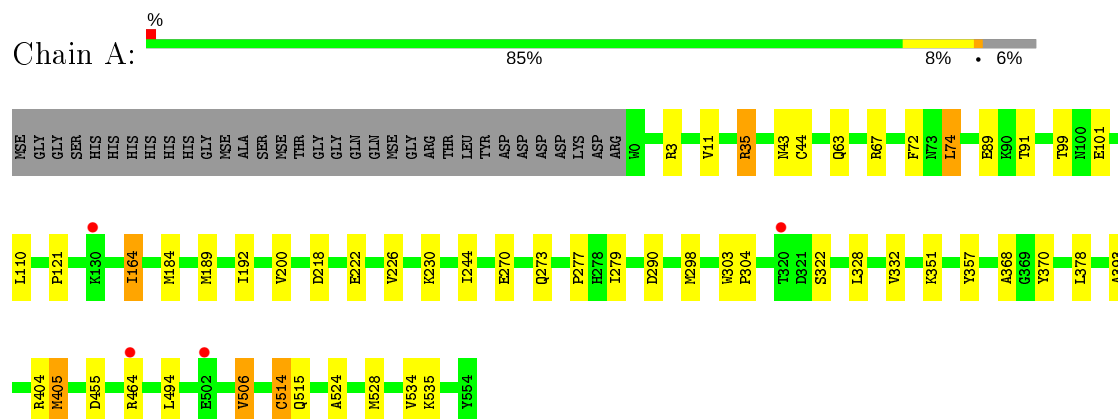 %
Chain A:
85% 8% • 6%
MSE GLY GLY SER HIS HIS HIS HIS HIS HIS GLY MSE ALA SER MSE THR GLY GLY GLN GLN MSE GLY ARG THR LEU TYR ASP ASP ASP ASP LYS ASP ARG W0 R3 V11 R35 N43 C44 Q63 R67 F72 N73 L74 E89 K90 T91 T99 N100 E101
L110 P121 K130 I164 M184 M189 I192 V200 D218 E222 V226 K230 I244 E270 Q273 P277 H278 I279 D290 M298 W303 P304 T320 D321 S322 L328 V332 K351 Y357 A368 G369 Y370 L378 A393
R404 M405 D455 R464 L494 E502 V506 C514 Q515 A524 M528 V534 K535 Y554